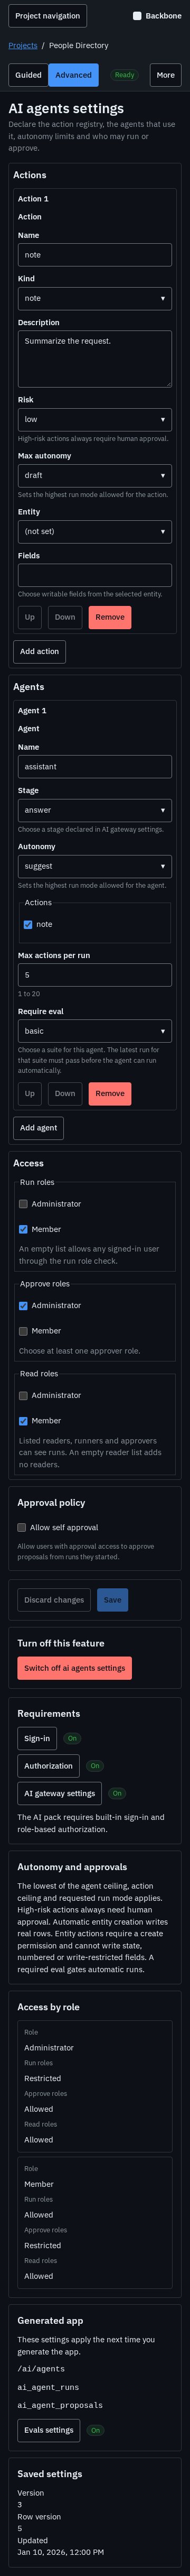 Project navigation
Backbone
Projects / People Directory
Guided
Advanced
Ready
More
AI agents settings
Declare the action registry, the agents that use
it, autonomy limits and who may run or
approve.
Actions
Action 1
Action
Name
note
Kind
note
Description
Summarize the request.
Risk
low
High-risk actions always require human approval.
Max autonomy
draft
Sets the highest run mode allowed for the action.
Entity
(not set)
Fields
Choose writable fields from the selected entity.
Up
Down
Remove
Add action
Agents
Agent 1
Agent
Name
assistant
Stage
answer
Choose a stage declared in AI gateway settings.
Autonomy
suggest
Sets the highest run mode allowed for the agent.
Actions
note
Max actions per run
5
1 to 20
Require eval
basic
Choose a suite for this agent. The latest run for
that suite must pass before the agent can run
automatically.
Up
Down
Remove
Add agent
Access
Run roles
Administrator
Member
An empty list allows any signed-in user
through the run role check.
Approve roles
Administrator
Member
Choose at least one approver role.
Read roles
Administrator
Member
Listed readers, runners and approvers
can see runs. An empty reader list adds
no readers.
Approval policy
Allow self approval
Allow users with approval access to approve
proposals from runs they started.
Discard changes
Save
Turn off this feature
Switch off ai agents settings
Requirements
Sign-in
On
Authorization
On
AI gateway settings
On
The AI pack requires built-in sign-in and
role-based authorization.
Autonomy and approvals
The lowest of the agent ceiling, action
ceiling and requested run mode applies.
High-risk actions always need human
approval. Automatic entity creation writes
real rows. Entity actions require a create
permission and cannot write state,
numbered or write-restricted fields. A
required eval gates automatic runs.
Access by role
Role
Administrator
Run roles
Restricted
Approve roles
Allowed
Read roles
Allowed
Role
Member
Run roles
Allowed
Approve roles
Restricted
Read roles
Allowed
Generated app
These settings apply the next time you
generate the app.
/ai/agents
ai_agent_runs
ai_agent_proposals
Evals settings
On
Saved settings
Version
3
Row version
5
Updated
Jan 10, 2026, 12:00 PM